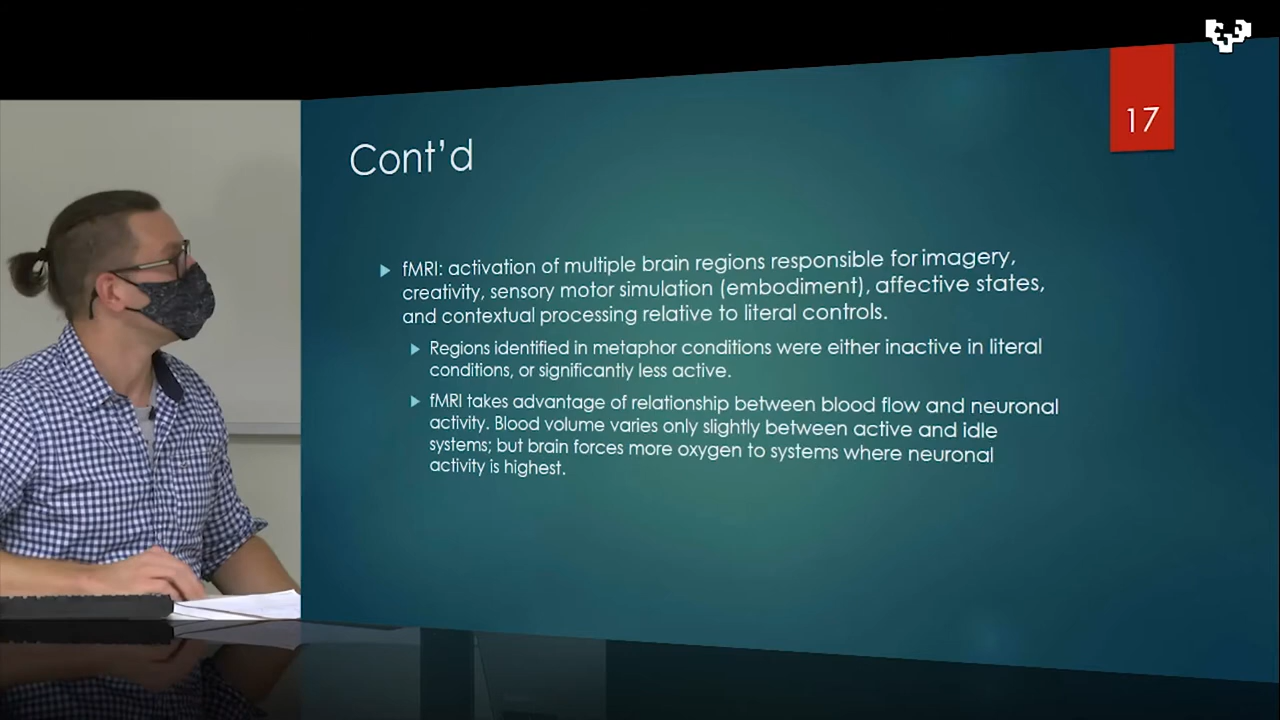 17
Cont'd
fMRI: activation of multiple brain regions responsible for imagery,
creativity, sensory motor simulation (embodiment), affective states,
and contextual processing relative to literal controls.
Regions identified in metaphor conditions were either inactive in literal
conditions, or significantly less active.
fMRI takes advantage of relationship between blood flow and neuronal
activity. Blood volume varies only slightly between active and idle
systems; but brain forces more oxygen to systems where neuronal
activity is highest.